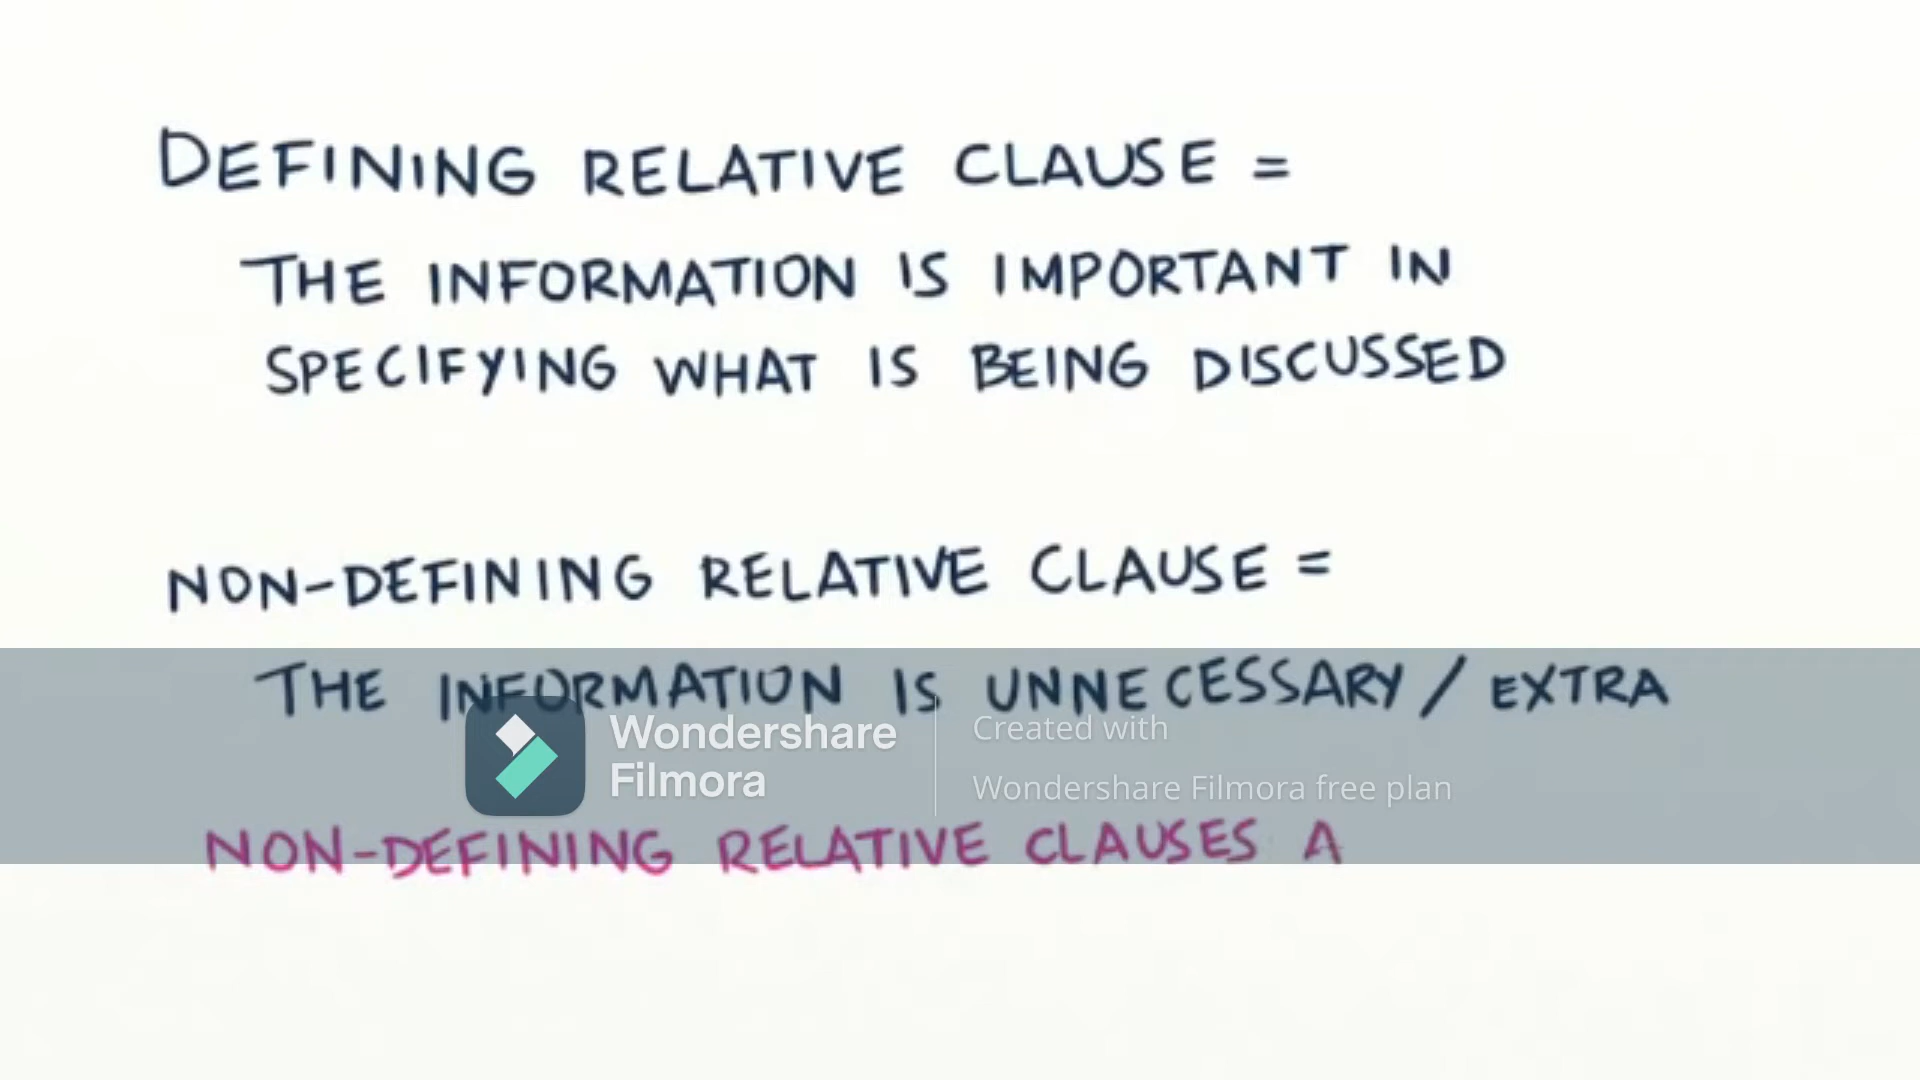 DEFINING RELATIVE CLAUSE =
THE INFORMATION IS IMPORTANT IN
SPECIFYING WHAT IS BEING DISCUSSED
NON-DEFINING RELATIVE CLAUSE =
THE INFORMATION IS UNNECESSARY / EXTRA
Wondershare
Filmora
Created with
Wondershare Filmora free plan
NON-DEFINING RELATIVE CLAUSES A